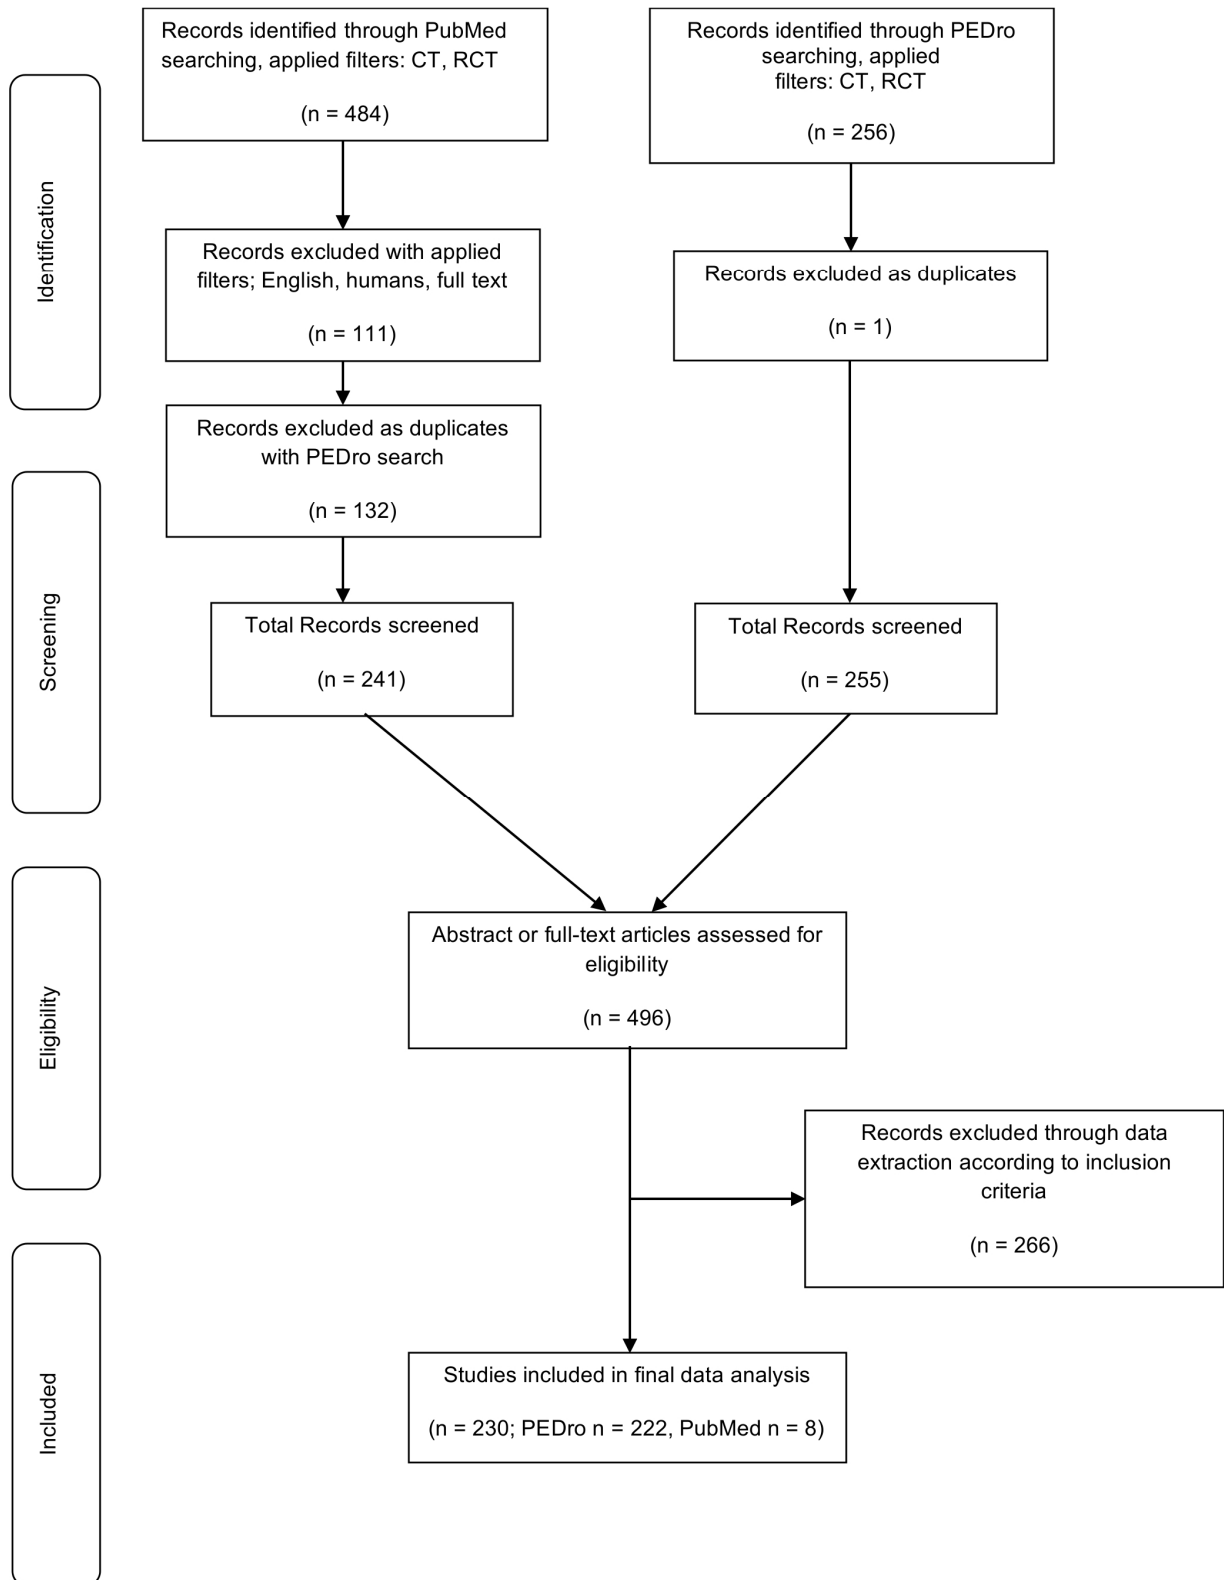 Records identified through PubMed
searching, applied filters: CT, RCT
(n = 484)
Records identified through PEDro
searching, applied
filters: CT, RCT
(n = 256)
Identification
Records excluded with applied
filters; English, humans, full text
(n = 111)
Records excluded as duplicates
(n = 1)
Records excluded as duplicates
with PEDro search
(n = 132)
Screening
Total Records screened
(n = 241)
Total Records screened
(n = 255)
Eligibility
Abstract or full-text articles assessed for
eligibility
(n = 496)
Records excluded through data
extraction according to inclusion
criteria
(n = 266)
Included
Studies included in final data analysis
(n = 230; PEDro n = 222, PubMed n = 8)